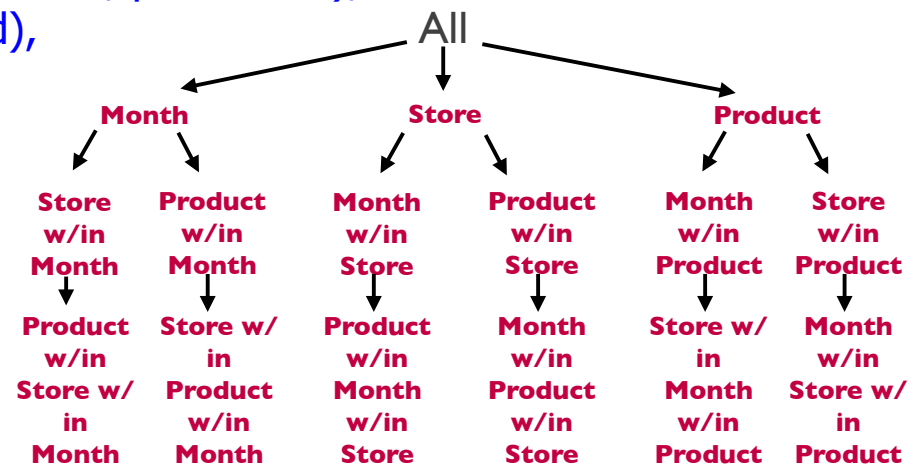 d),
All
Month Store Product
Store Product Month Product Month Store
w/in w/in w/in w/in w/in w/in
Month Month Store Store Product Product
Product Store w/ Product Month Store w/ Month
w/in in w/in w/in in w/in
Store w/ Product Month Product Month Store w/
in w/in w/in w/in w/in in
Month Month Store Store Product Product